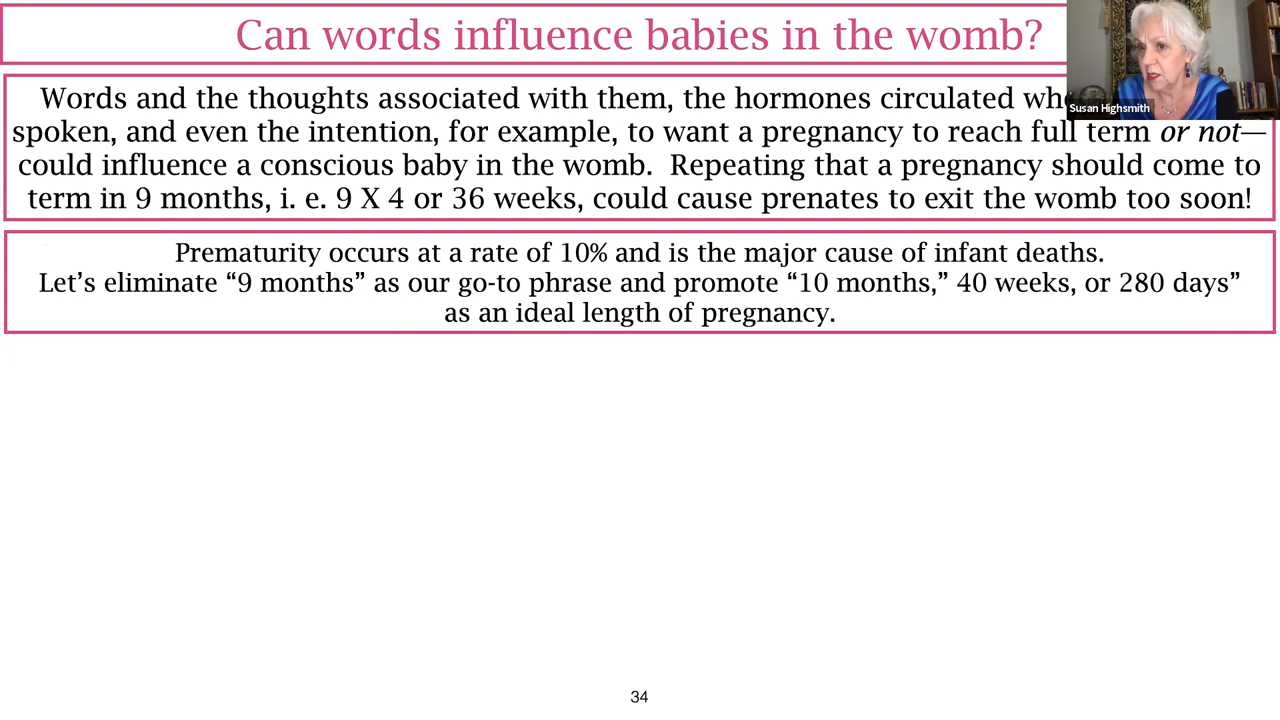 Can words influence babies in the womb?
Susan Highsmith
Words and the thoughts associated with them, the hormones circulated
spoken, and even the intention, for example, to want a pregnancy to reach full term or not—
could influence a conscious baby in the womb. Repeating that a pregnancy should come to
term in 9 months, i. e. 9 X 4 or 36 weeks, could cause prenates to exit the womb too soon!
Prematurity occurs at a rate of 10% and is the major cause of infant deaths.
Let’s eliminate “9 months” as our go-to phrase and promote “10 months,” 40 weeks, or 280 days”
as an ideal length of pregnancy.
34